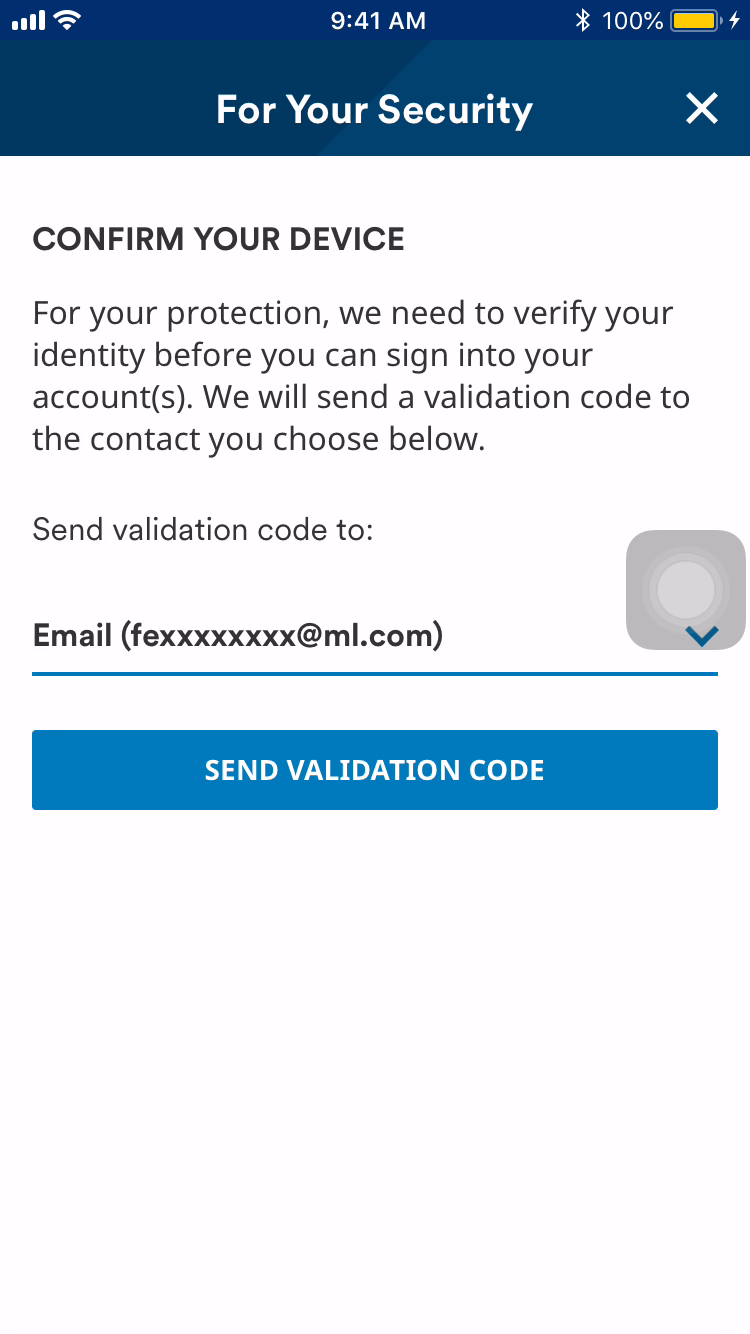 9:41 AM 100%
For Your Security
CONFIRM YOUR DEVICE
For your protection, we need to verify your
identity before you can sign into your
account(s). We will send a validation code to
the contact you choose below.
Send validation code to:
Email (fexxxxxxxx@ml.com)
SEND VALIDATION CODE